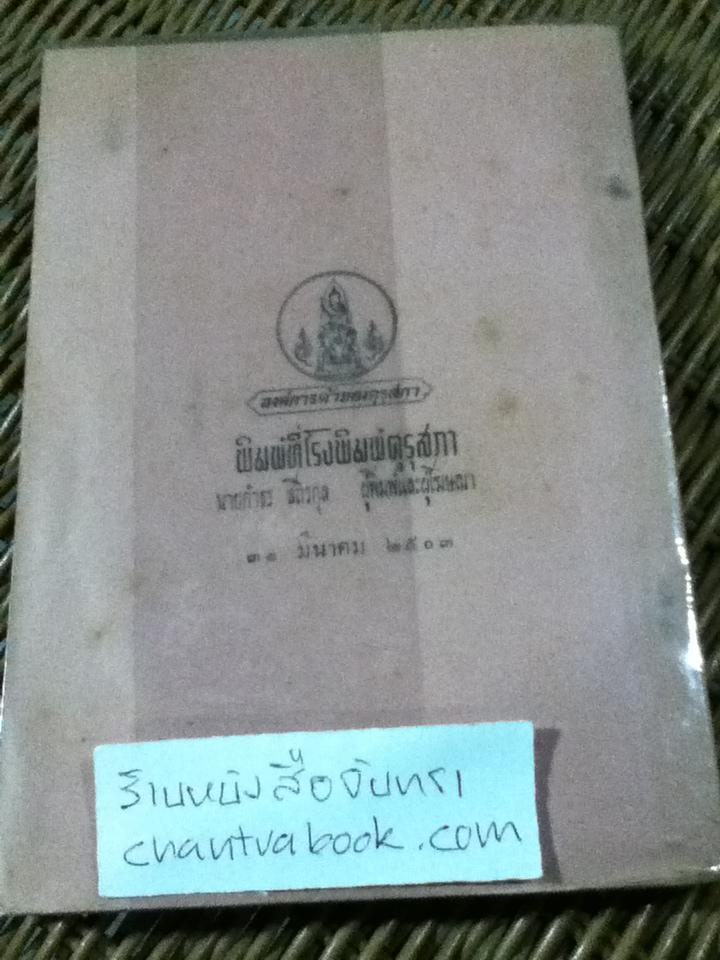 องค์การค้าของคุรุสภา
พิมพ์ที่โรงพิมพ์คุรุสภา
นายกำธร สถิรกุล ผู้พิมพ์และผู้โฆษณา
๓๑ มีนาคม ๒๕๑๓
ร้านหนังสือจันทรา
chantrabook.com